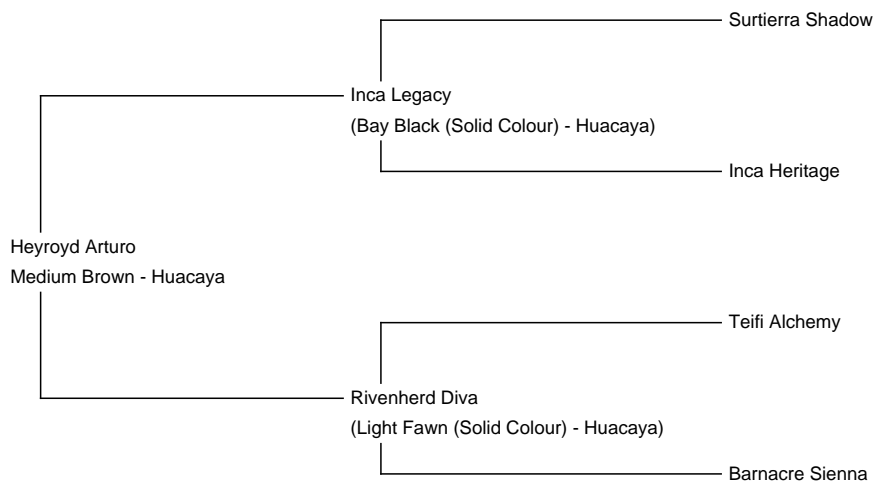 Surtierra Shadow
Inca Legacy
(Bay Black (Solid Colour) - Huacaya)
Inca Heritage
Heyroyd Arturo
Medium Brown - Huacaya
Teifi Alchemy
Rivenherd Diva
(Light Fawn (Solid Colour) - Huacaya)
Barnacre Sienna